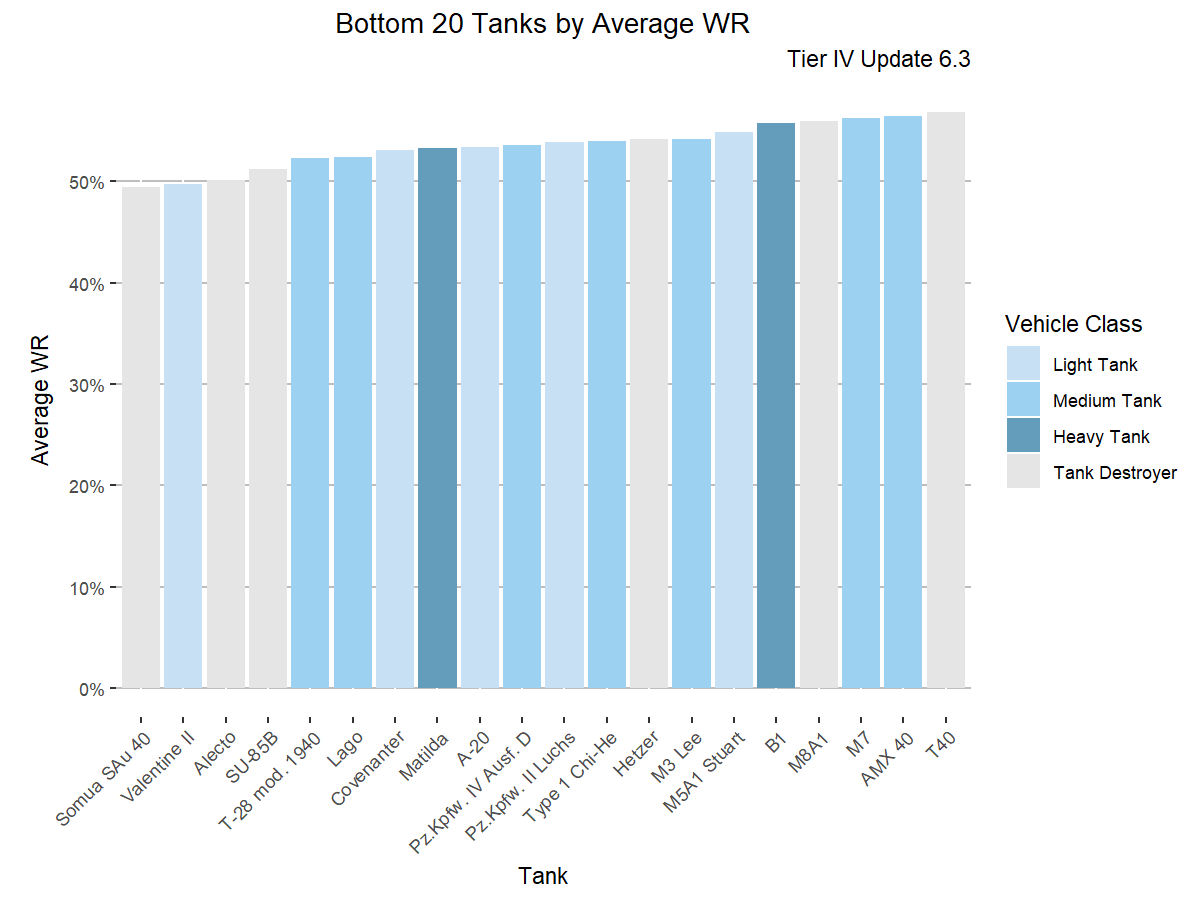 Bottom 20 Tanks by Average WR
Tier IV Update 6.3
Average WR
50%
40%
30%
20%
10%
0%
Somua SAu 40
Valentine II
Alecto
SU-85B
T-28 mod. 1940
Lago
Covenanter
Matilda
A-20
Pz.Kpfw. IV Ausf. D
Pz.Kpfw. II Luchs
Type 1 Chi-He
Hetzer
M3 Lee
M5A1 Stuart
B1
M8A1
M7
AMX 40
T40
Tank
Vehicle Class
Light Tank
Medium Tank
Heavy Tank
Tank Destroyer